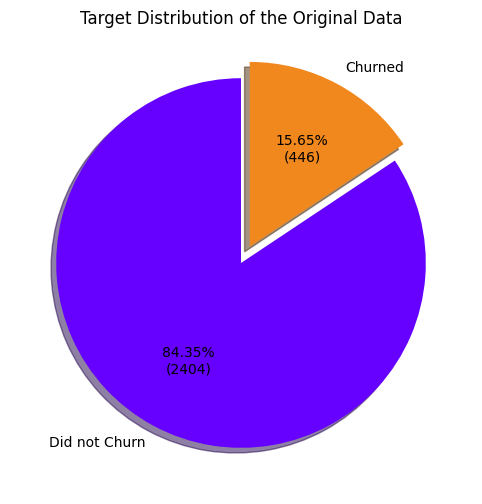 Target Distribution of the Original Data
Churned
15.65%
(446)
84.35%
(2404)
Did not Churn